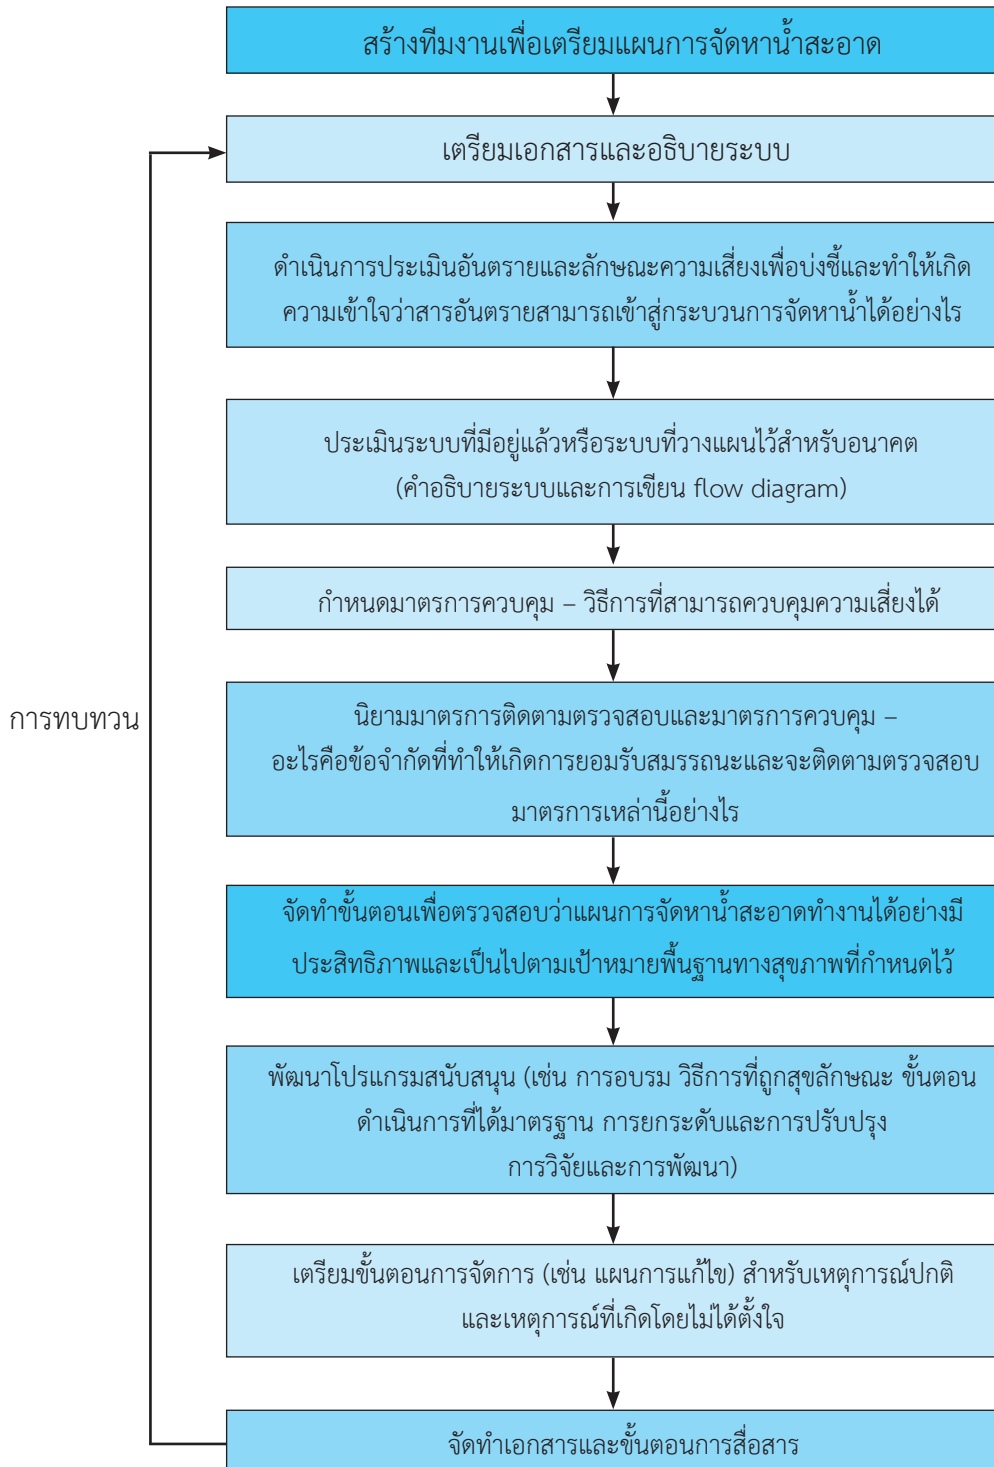 สร้างทีมงานเพื่อเตรียมแผนการจัดหาน้ำสะอาด
เตรียมเอกสารและอธิบายระบบ
ดำเนินการประเมินอันตรายและลักษณะความเสี่ยงเพื่อบ่งชี้และทำให้เกิด
ความเข้าใจว่าสารอันตรายสามารถเข้าสู่กระบวนการจัดหาน้ำได้อย่างไร
ประเมินระบบที่มีอยู่แล้วหรือระบบที่วางแผนไว้สำหรับอนาคต
(คำอธิบายระบบและการเขียน flow diagram)
กำหนดมาตรการควบคุม – วิธีการที่สามารถควบคุมความเสี่ยงได้
การทบทวน
นิยามมาตรการติดตามตรวจสอบและมาตรการควบคุม –
อะไรคือข้อจำกัดที่ทำให้เกิดการยอมรับสมรรถนะและจะติดตามตรวจสอบ
มาตรการเหล่านี้อย่างไร
จัดทำขั้นตอนเพื่อตรวจสอบว่าแผนการจัดหาน้ำสะอาดทำงานได้อย่างมี
ประสิทธิภาพและเป็นไปตามเป้าหมายพื้นฐานทางสุขภาพที่กำหนดไว้
พัฒนาโปรแกรมสนับสนุน (เช่น การอบรม วิธีการที่ถูกสุขลักษณะ ขั้นตอน
ดำเนินการที่ได้มาตรฐาน การยกระดับและการปรับปรุง
การวิจัยและการพัฒนา)
เตรียมขั้นตอนการจัดการ (เช่น แผนการแก้ไข) สำหรับเหตุการณ์ปกติ
และเหตุการณ์ที่เกิดโดยไม่ได้ตั้งใจ
จัดทำเอกสารและขั้นตอนการสื่อสาร